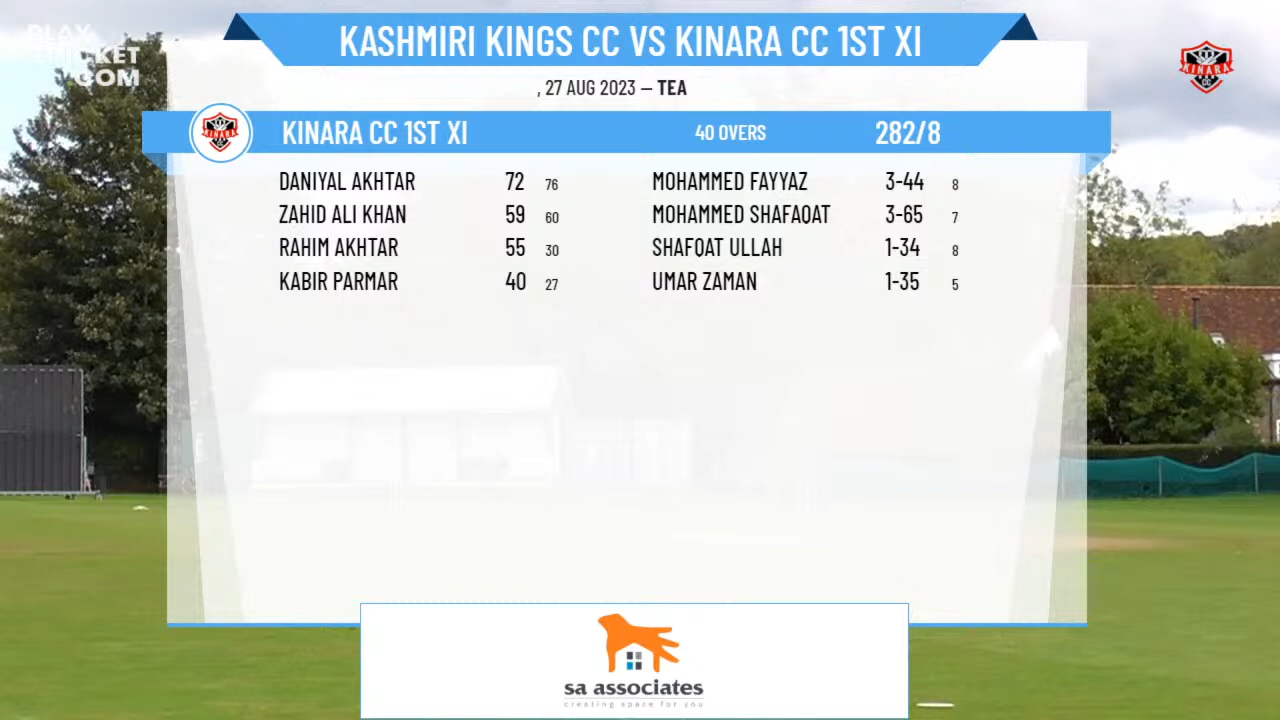 PLAY
CRICKET
.COM
KASHMIRI KINGS CC VS KINARA CC 1ST XI
, 27 AUG 2023 – TEA
KINARA
CC
KINARA CC 1ST XI 40 OVERS 282/8
DANIYAL AKHTAR 72 76 MOHAMMED FAYYAZ 3-44 8
ZAHID ALI KHAN 59 60 MOHAMMED SHAFAQAT 3-65 7
RAHIM AKHTAR 55 30 SHAFQAT ULLAH 1-34 8
KABIR PARMAR 40 27 UMAR ZAMAN 1-35 5
sa associates
creating space for you